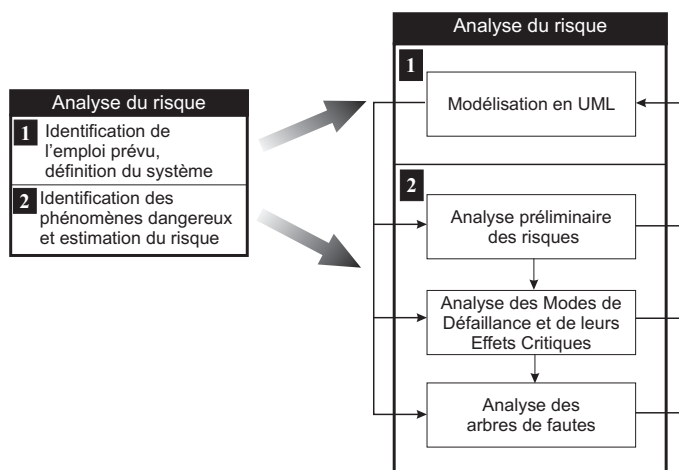 Analyse du risque
1 Identification de
l'emploi prévu,
définition du système
2 Identification des
phénomènes dangereux
et estimation du risque
Analyse du risque
1
Modélisation en UML
2
Analyse préliminaire
des risques
Analyse des Modes de
Défaillance et de leurs
Effets Critiques
Analyse des
arbres de fautes